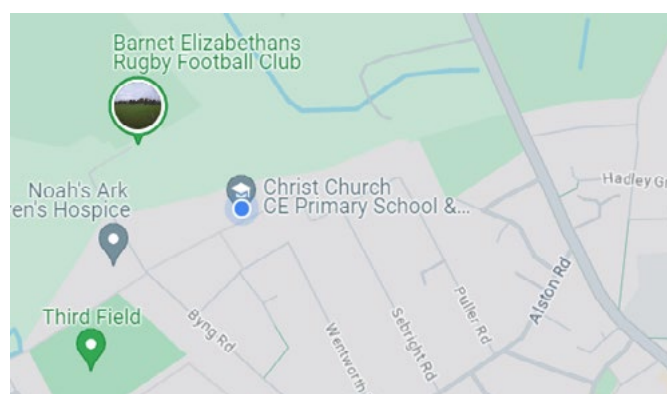 Barnet Elizabethans
Rugby Football Club
Christ Church
CE Primary School &...
Noah's Ark
ren's Hospice
Hadley Gr
Alston Rd
Puller Rd
Third Field
Byng Rd
Sebright Rd
Wentworth